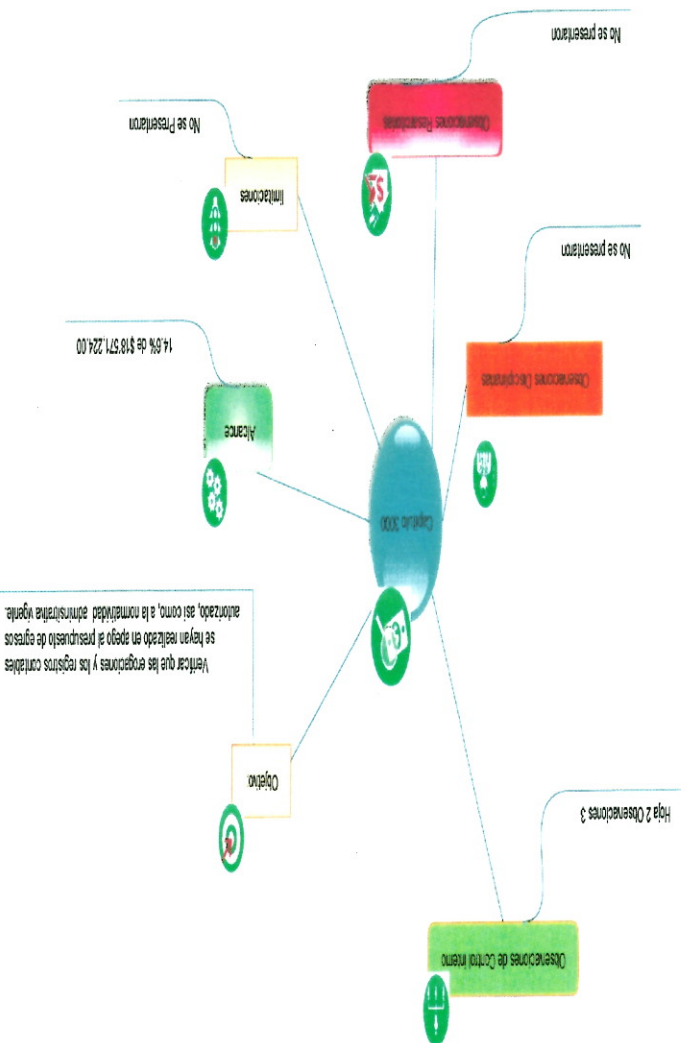 Observaciones de Control interno
Hoja 2 Observaciones 3
Objetivo.
Verificar que las erogaciones y los registros contables
se hayan realizado en apego al presupuesto de egresos
autorizado, así como, a la normatividad administrativa vigente.
Capítulo 3000
Alcance
14.6% de $18'571,224.00
Observaciones Disciplinarias
No se presentaron
limitaciones
No se Presentaron
Observaciones Resarcitorias
No se presentaron